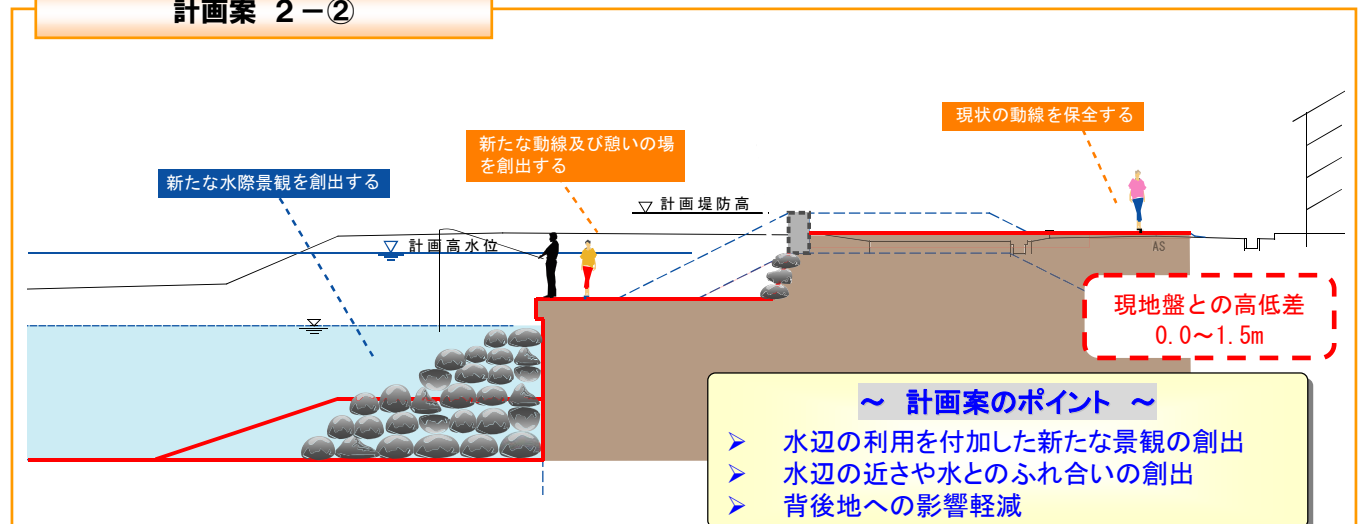 計画案 2-②
現状の動線を保全する
新たな動線及び憩いの場
を創出する
新たな水際景観を創出する
計画堤防高
計画高水位
AS
現地盤との高低差
0.0~1.5m
~ 計画案のポイント ~
➢ 水辺の利用を付加した新たな景観の創出
➢ 水辺の近さや水とのふれ合いの創出
➢ 背後地への影響軽減